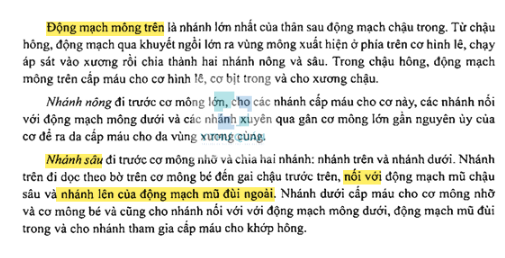 Động mạch mông trên là nhánh lớn nhất của thân sau động mạch chậu trong. Từ chậu
hông, động mạch qua khuyết ngồi lớn ra vùng mông xuất hiện ở phía trên cơ hình lê, chạy
áp sát vào xương rồi chia thành hai nhánh nông và sâu. Trong chậu hông, động mạch
mông trên cấp máu cho cơ hình lê, cơ bịt trong và cho xương chậu.
Nhánh nông đi trước cơ mông lớn, cho các nhánh cấp máu cho cơ này, các nhánh nối
với động mạch mông dưới và các nhánh xuyên qua gân cơ mông lớn gần nguyên ủy của
cơ để ra da cấp máu cho da vùng xương cùng.
Nhánh sâu đi trước cơ mông nhỡ và chia hai nhánh: nhánh trên và nhánh dưới. Nhánh
trên đi dọc theo bờ trên cơ mông bé đến gai chậu trước trên, nối với động mạch mũ chậu
sâu và nhánh lên của động mạch mũ đùi ngoài. Nhánh dưới cấp máu cho cơ mông nhỡ
và cơ mông bé và cũng cho nhánh nối với với động mạch mông dưới, động mạch mũ đùi
trong và cho nhánh tham gia cấp máu cho khớp hông.